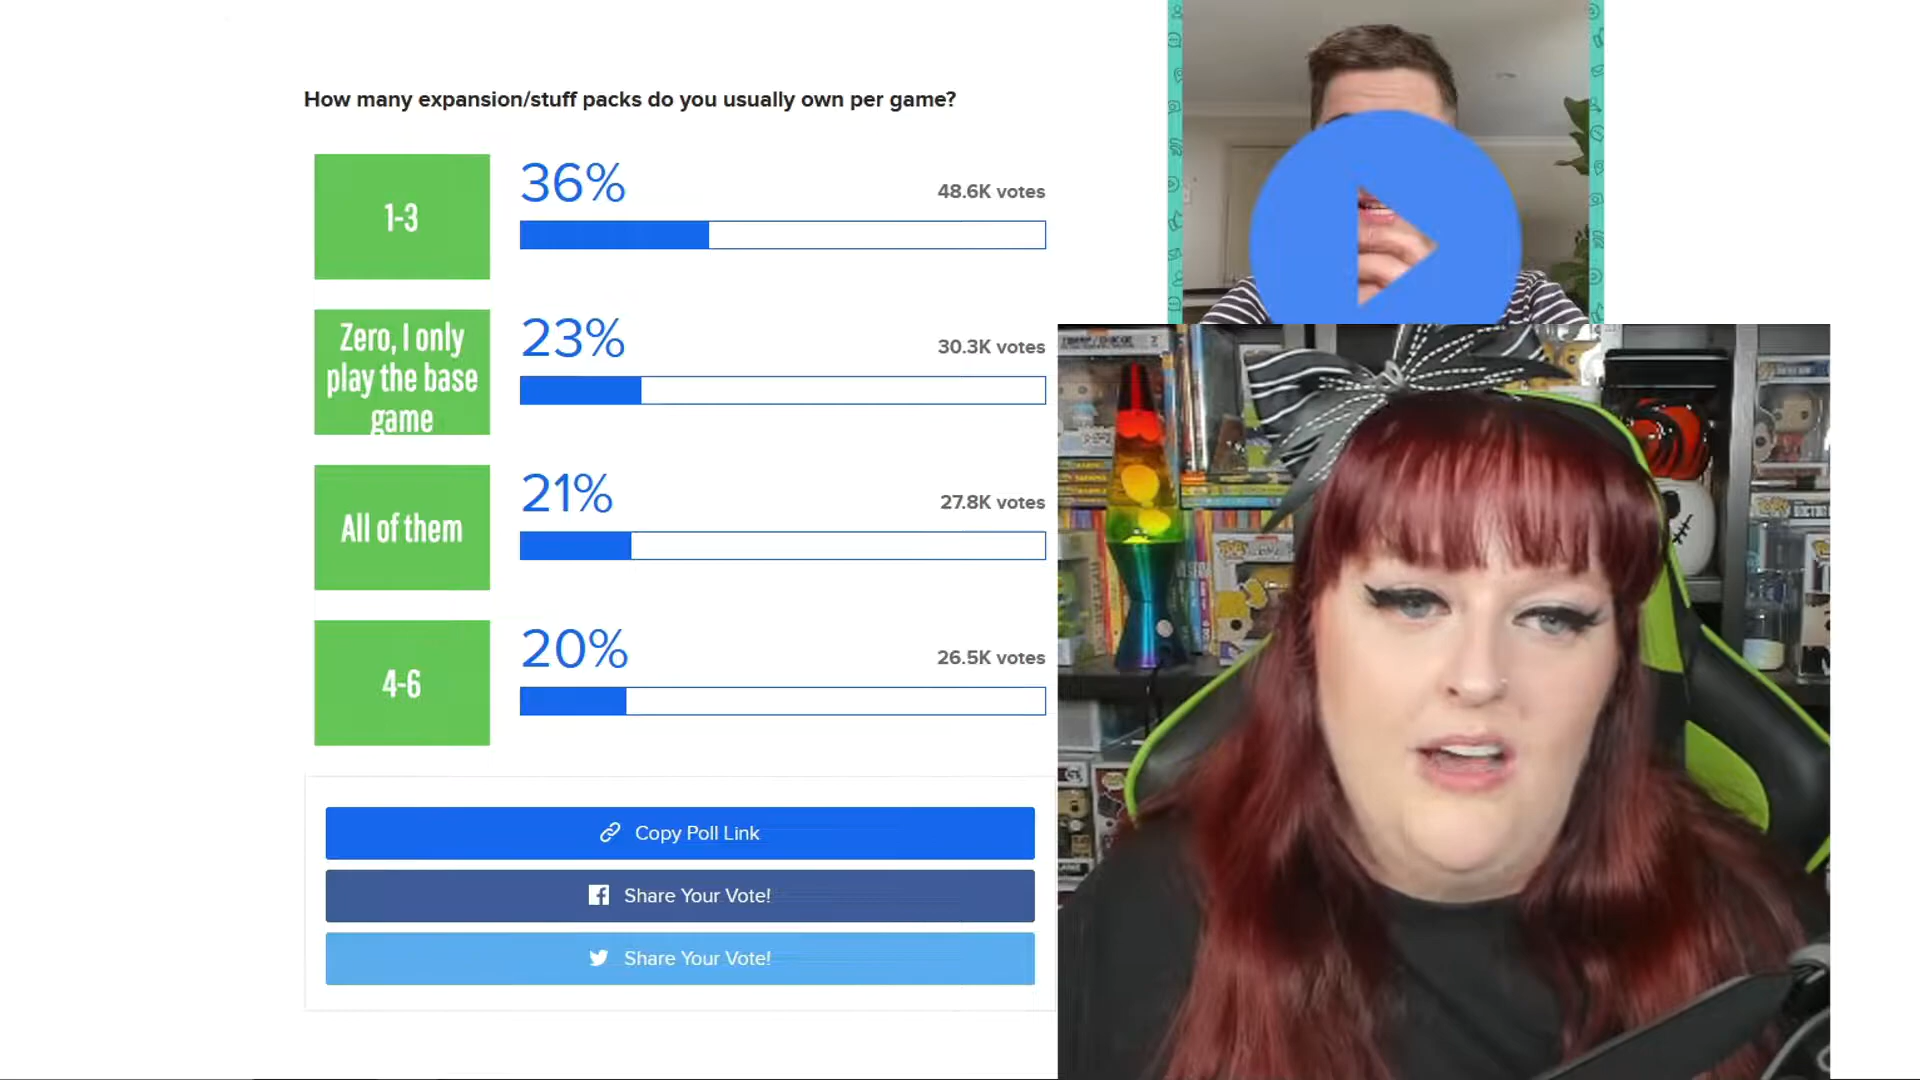 How many expansion/stuff packs do you usually own per game?
1-3
36%
48.6K votes
Zero, I only
play the base
game
23%
30.3K votes
All of them
21%
27.8K votes
4-6
20%
26.5K votes
Copy Poll Link
Share Your Vote!
Share Your Vote!